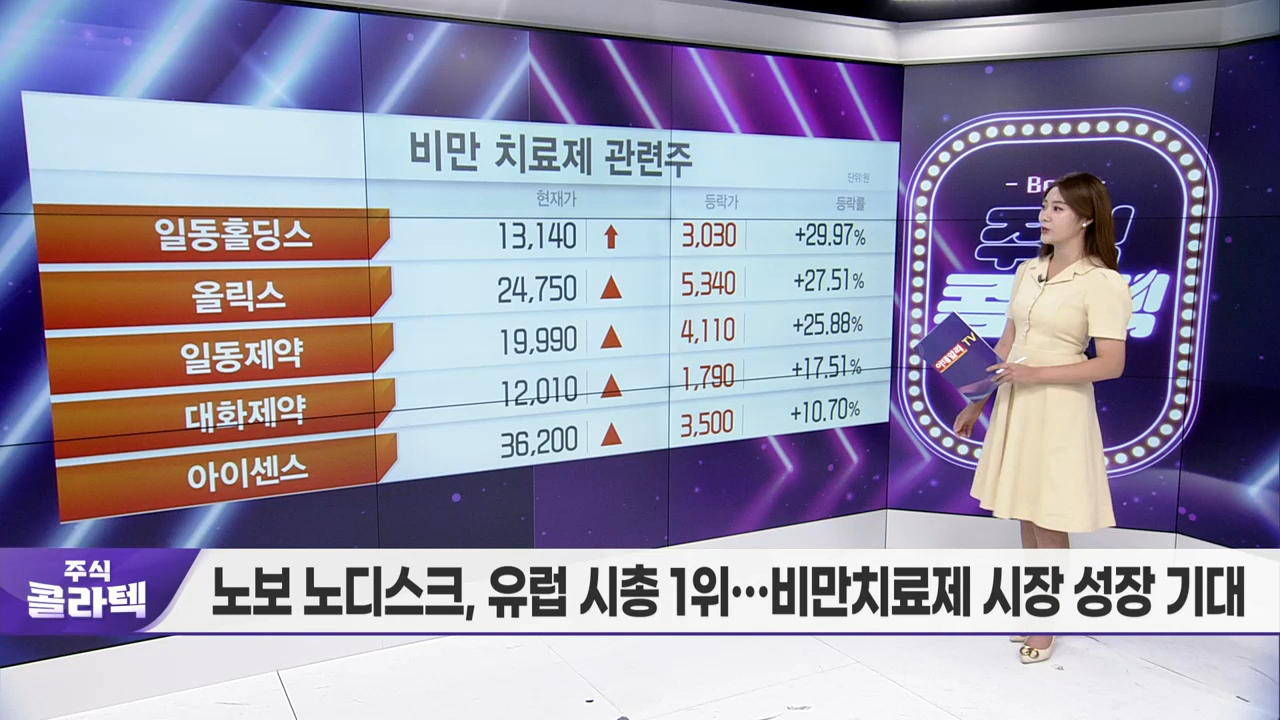 비만 치료제 관련주
단위:원
현재가 등락가 등락률
일동홀딩스 13,140 3,030 +29.97%
올릭스 24,750 ▲ 5,340 +27.51%
일동제약 19,990 ▲ 4,110 +25.88%
대화제약 12,010 ▲ 1,790 +17.51%
아이센스 36,200 ▲ 3,500 +10.70%
이데일리 TV
주식
콜라텍
노보 노디스크, 유럽 시총 1위…비만치료제 시장 성장 기대